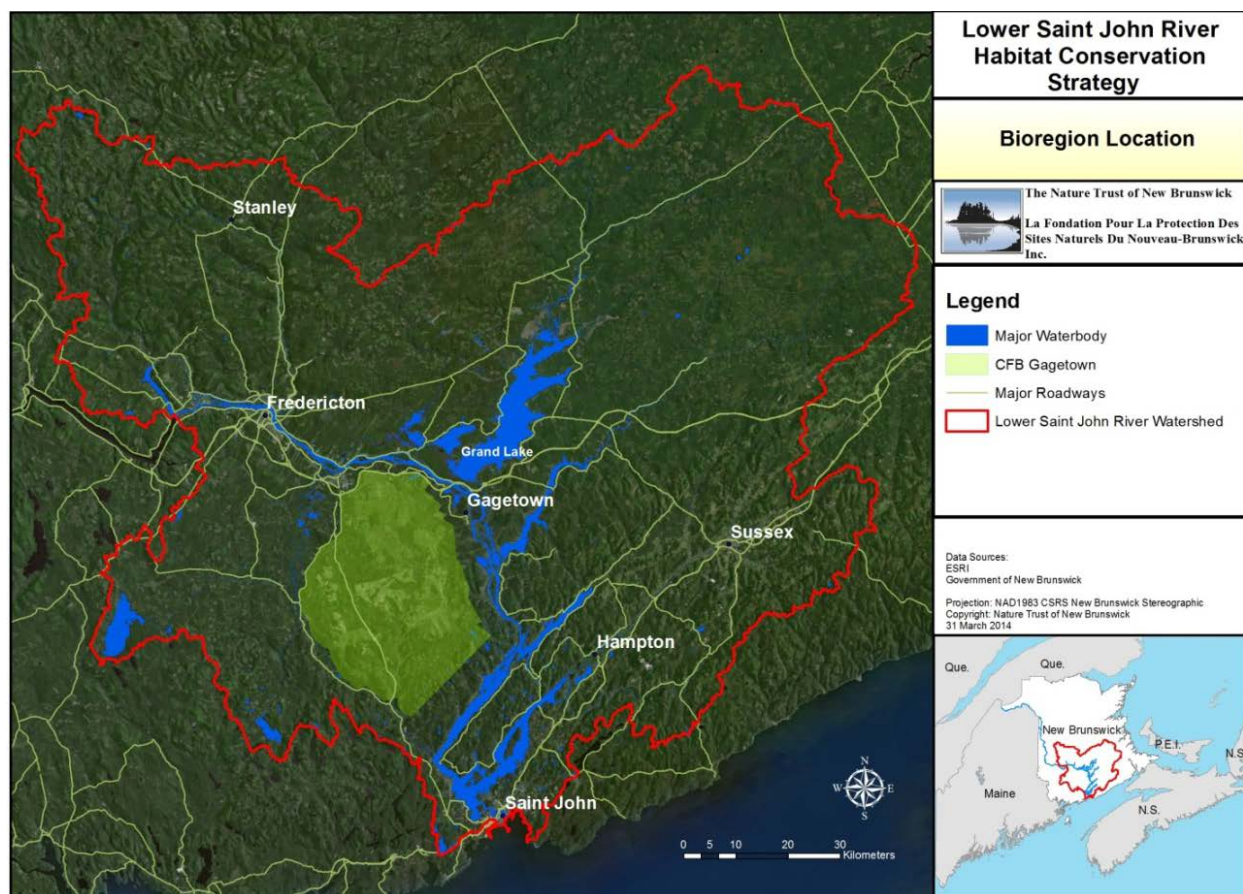 Lower Saint John River
Habitat Conservation
Strategy
Bioregion Location
The Nature Trust of New Brunswick
La Fondation Pour La Protection Des
Sites Naturels Du Nouveau-Brunswick
Inc.
Legend
Major Waterbody
CFB Gagetown
Major Roadways
Lower Saint John River Watershed
Data Sources:
ESRI
Government of New Brunswick
Projection: NAD1983 CSRS New Brunswick Stereographic
Copyright: Nature Trust of New Brunswick
31 March 2014
Stanley
Fredericton
Grand Lake
Gagetown
Sussex
Hampton
Saint John
N
W E
S
0 5 10 20 30
Kilometers
Que.
Que.
New Brunswick
P.E.I.
N.S
Maine
N.S.